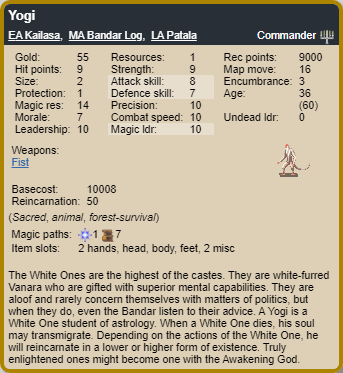 Yogi
EA Kailasa, MA Bandar Log, LA Patala Commander
Gold: 55 Resources: 1 Rec points: 9000
Hit points: 9 Strength: 9 Map move: 16
Size: 2 Attack skill: 8 Encumbrance: 3
Protection: 1 Defence skill: 7 Age: 36
Magic res: 14 Precision: 10 (60)
Morale: 7 Combat speed: 10 Undead ldr: 0
Leadership: 10 Magic ldr: 10
Weapons:
Fist
Basecost: 10008
Reincarnation: 50
(Sacred, animal, forest-survival)
Magic paths: 1 7
Item slots: 2 hands, head, body, feet, 2 misc
The White Ones are the highest of the castes. They are white-furred
Vanara who are gifted with superior mental capabilities. They are
aloof and rarely concern themselves with matters of politics, but
when they do, even the Bandar listen to their advice. A Yogi is a
White One student of astrology. When a White One dies, his soul
may transmigrate. Depending on the actions of the White One, he
will reincarnate in a lower or higher form of existence. Truly
enlightened ones might become one with the Awakening God.